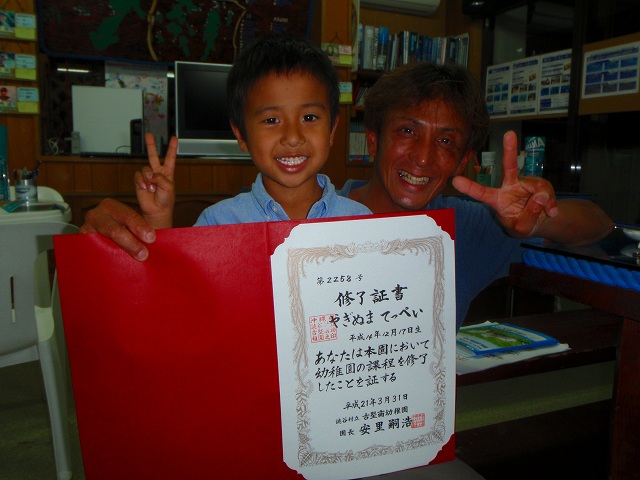 第2258号
修了証書
やぎぬま てっぺい
平成14年12月17日生
あなたは本園において
幼稚園の課程を修了
したことを証する
平成21年3月31日
園長 安里嗣浩